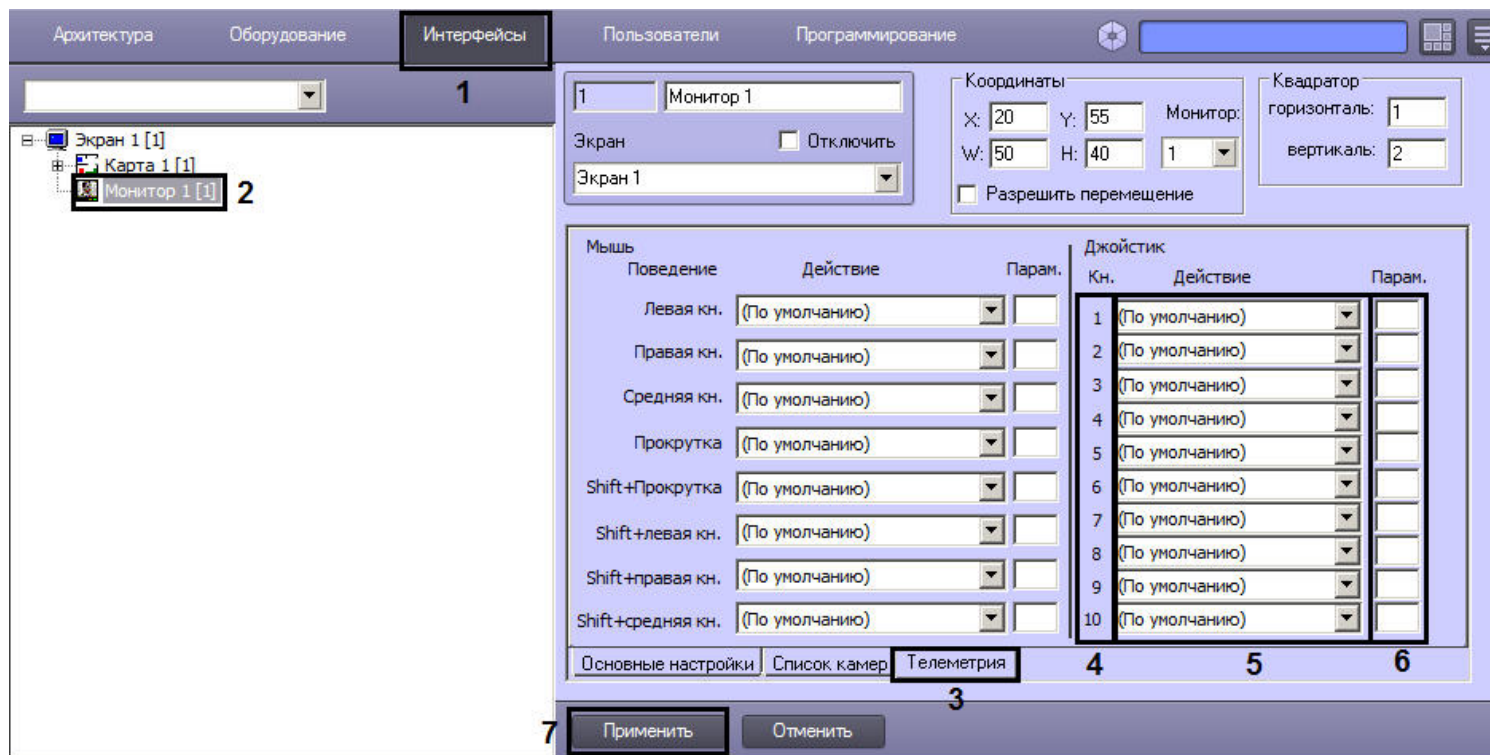 Архитектура Оборудование Интерфейсы Пользователи Программирование
1
Экран 1 [1]
Карта 1 [1]
Монитор 1 [1] 2
1 Монитор 1
Экран Отключить
Экран 1
Координаты
X: 20 Y: 55 Монитор:
W: 50 H: 40 1
Разрешить перемещение
Квадратор
горизонталь: 1
вертикаль: 2
Мышь
Поведение Действие Парам.
Левая кн. (По умолчанию)
Правая кн. (По умолчанию)
Средняя кн. (По умолчанию)
Прокрутка (По умолчанию)
Shift+Прокрутка (По умолчанию)
Shift+левая кн. (По умолчанию)
Shift+правая кн. (По умолчанию)
Shift+средняя кн. (По умолчанию)
Джойстик
Кн. Действие Парам.
1 (По умолчанию)
2 (По умолчанию)
3 (По умолчанию)
4 (По умолчанию)
5 (По умолчанию)
6 (По умолчанию)
7 (По умолчанию)
8 (По умолчанию)
9 (По умолчанию)
10 (По умолчанию)
Основные настройки Список камер Телеметрия 4 5 6
3
7 Применить Отменить